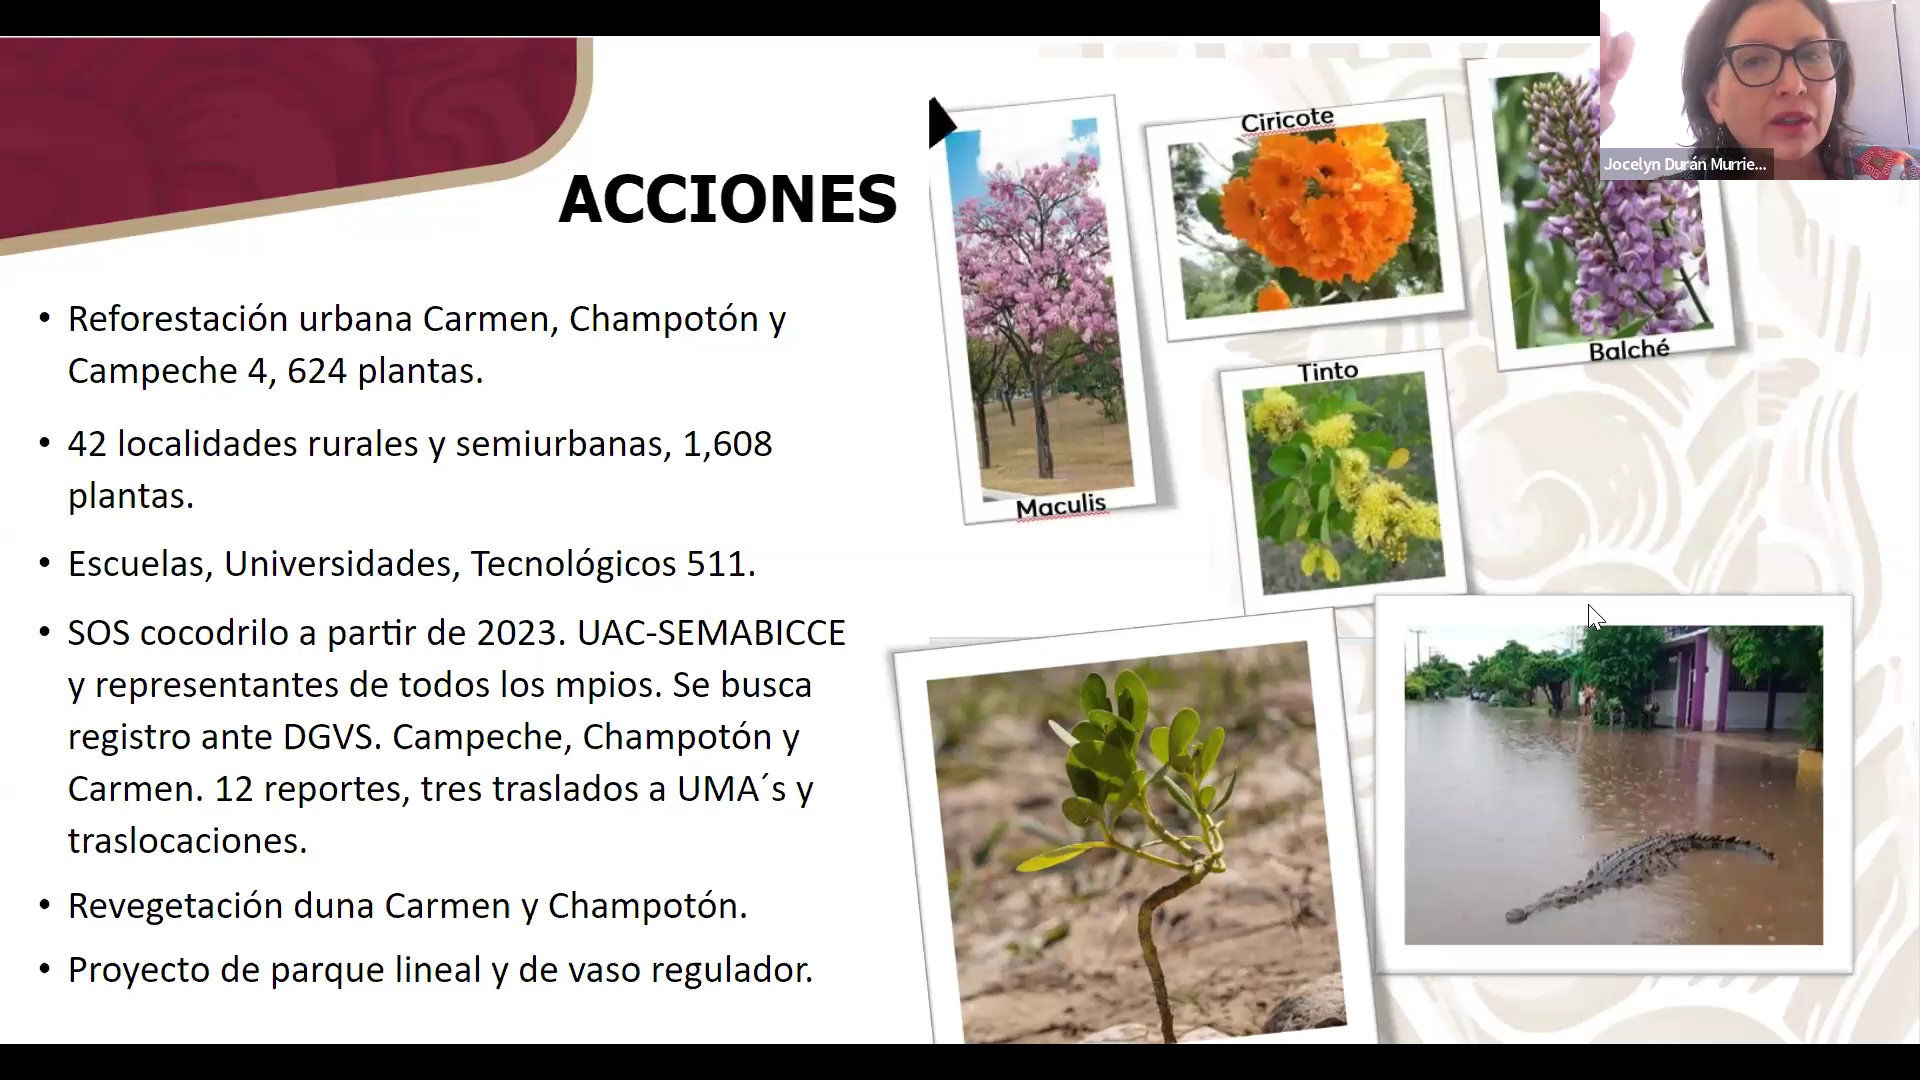 Jocelyn Durán Murrie...
ACCIONES
• Reforestación urbana Carmen, Champotón y
Campeche 4, 624 plantas.
• 42 localidades rurales y semiurbanas, 1,608
plantas.
• Escuelas, Universidades, Tecnológicos 511.
• SOS cocodrilo a partir de 2023. UAC-SEMABICCE
y representantes de todos los mpios. Se busca
registro ante DGVS. Campeche, Champotón y
Carmen. 12 reportes, tres traslados a UMA´s y
traslocaciones.
• Revegetación duna Carmen y Champotón.
• Proyecto de parque lineal y de vaso regulador.
Ciricote
Balché
Tinto
Maculis